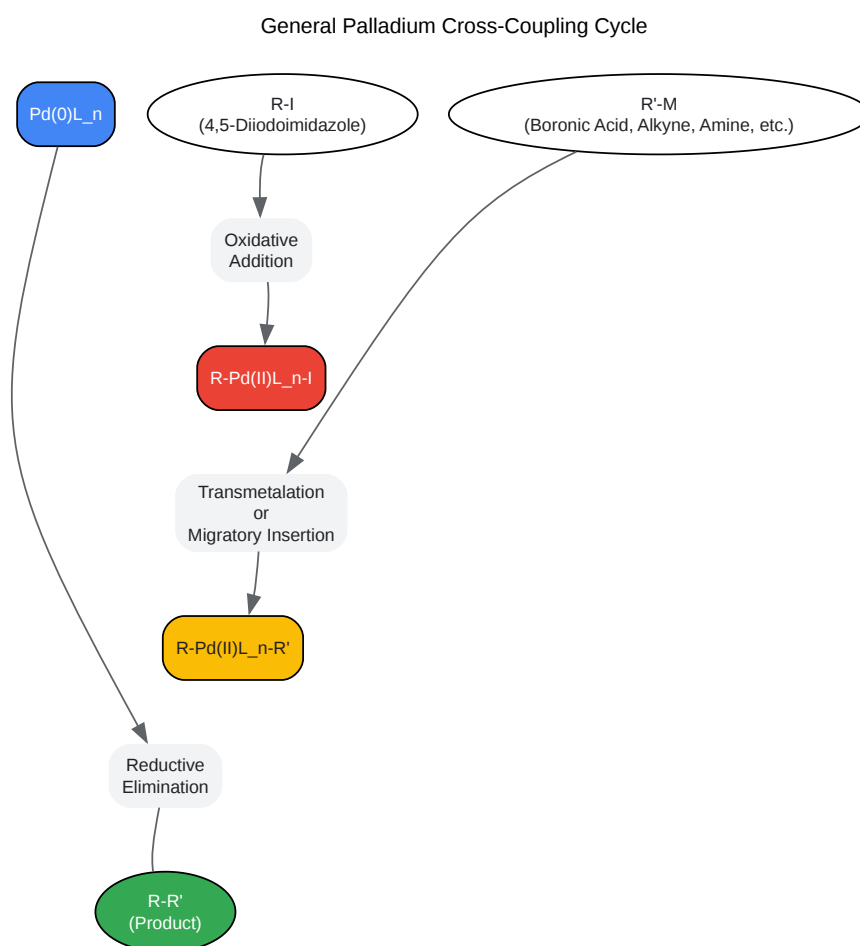 General Palladium Cross-Coupling Cycle
Pd(0)L_n
R-I
(4,5-Diiodoimidazole)
R'-M
(Boronic Acid, Alkyne, Amine, etc.)
Oxidative
Addition
R-Pd(II)L_n-I
Transmetalation
or
Migratory Insertion
R-Pd(II)L_n-R'
Reductive
Elimination
R-R'
(Product)